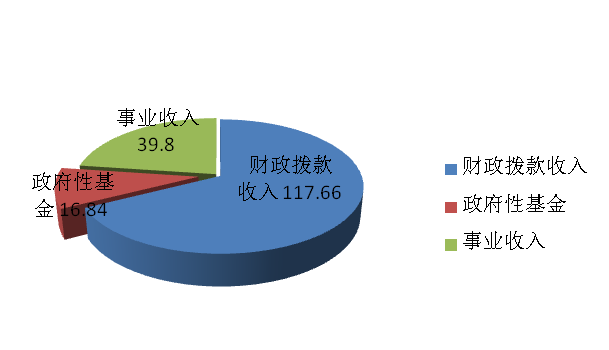 事业收入
39.8
财政拨款
收入 117.66
政府性基
金 16.84
财政拨款收入
政府性基金
事业收入